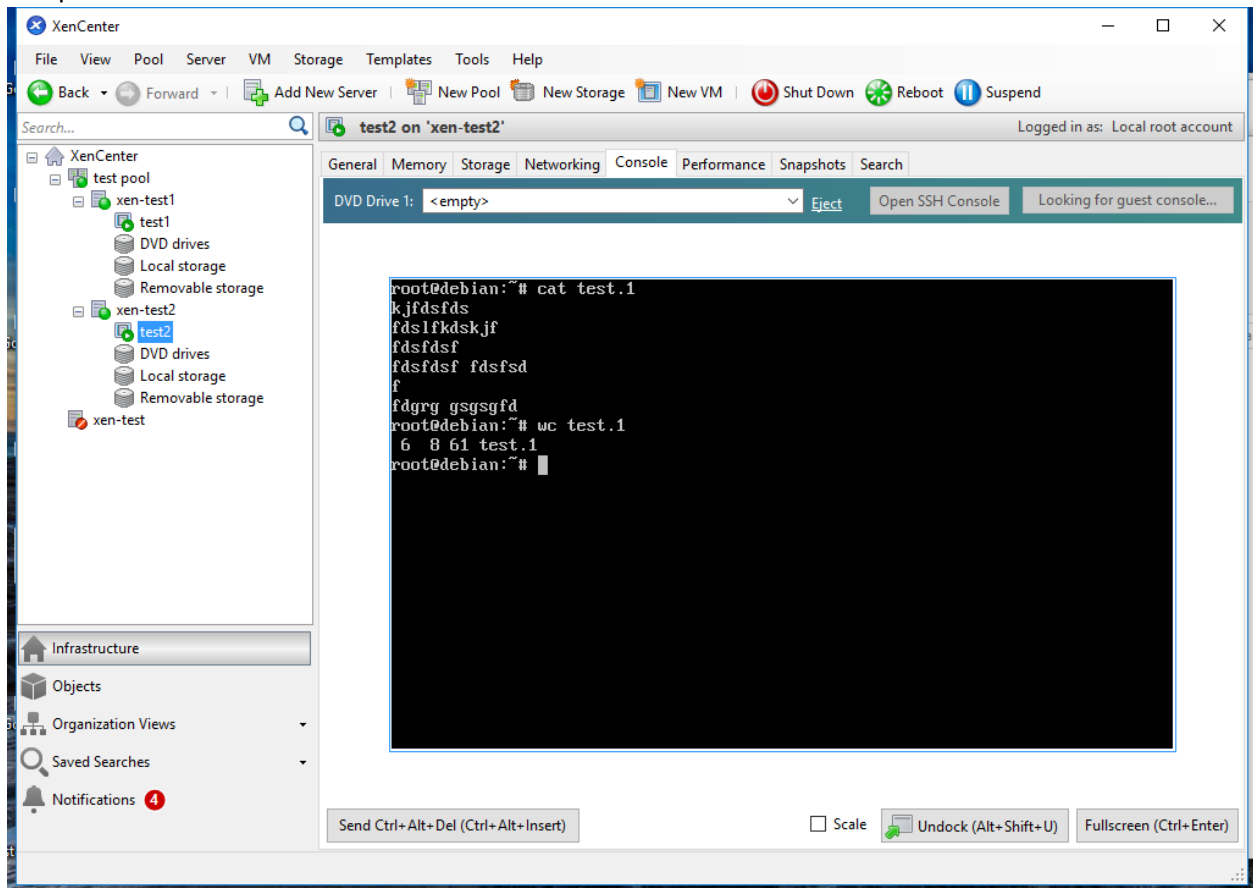 XenCenter
File View Pool Server VM Storage Templates Tools Help
Back Forward Add New Server New Pool New Storage New VM Shut Down Reboot Suspend
Search...
test2 on 'xen-test2' Logged in as: Local root account
XenCenter
test pool
xen-test1
test1
DVD drives
Local storage
Removable storage
xen-test2
test2
DVD drives
Local storage
Removable storage
xen-test
General Memory Storage Networking Console Performance Snapshots Search
DVD Drive 1: <empty> Eject Open SSH Console Looking for guest console...
root@debian:~# cat test.1
kjfdsfds
fdslfkdskjf
fdsfdsf
fdsfdsf fdsfsd
f
fdgrg gsgsgfd
root@debian:~# wc test.1
6 8 61 test.1
root@debian:~#
Infrastructure
Objects
Organization Views
Saved Searches
Notifications 4
Send Ctrl+Alt+Del (Ctrl+Alt+Insert) Scale Undock (Alt+Shift+U) Fullscreen (Ctrl+Enter)